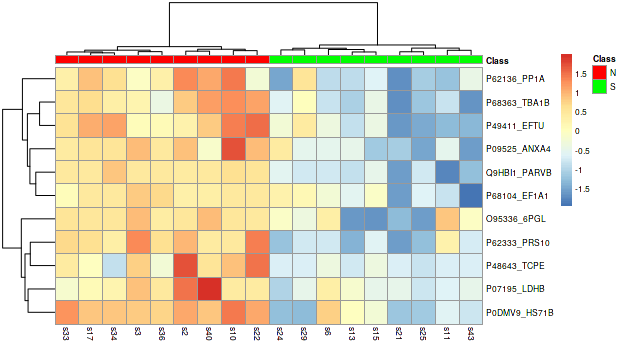 Class
Class
N
S
P62136_PP1A
P68363_TBA1B
P49411_EFTU
P09525_ANXA4
Q9HBI1_PARVB
P68104_EF1A1
O95336_6PGL
P62333_PRS10
P48643_TCPE
P07195_LDHB
P0DMV9_HS71B
1.5
1
0.5
0
-0.5
-1
-1.5
s33 s17 s34 s3 s36 s2 s40 s10 s22 s24 s29 s6 s13 s15 s21 s25 s11 s43